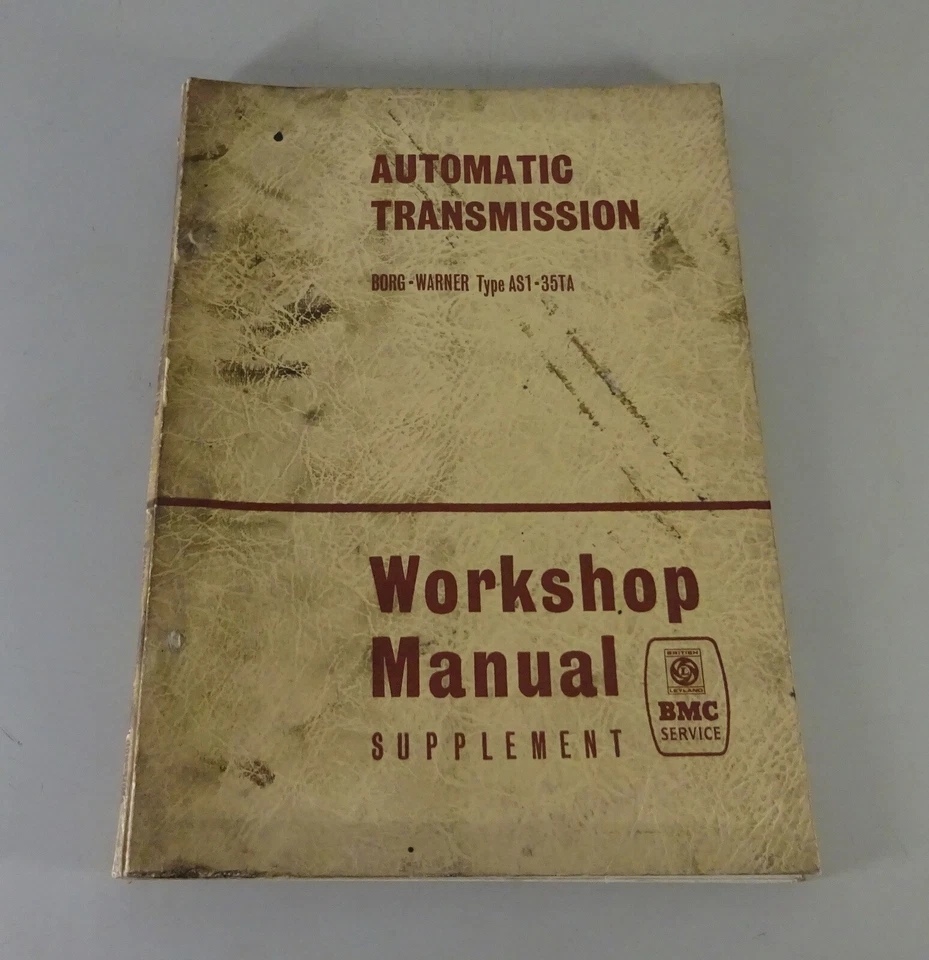 AUTOMATIC
TRANSMISSION
BORG-WARNER Type AS1-35TA
Workshop
Manual
SUPPLEMENT
BRITISH
L
LEYLAND
BMC
SERVICE